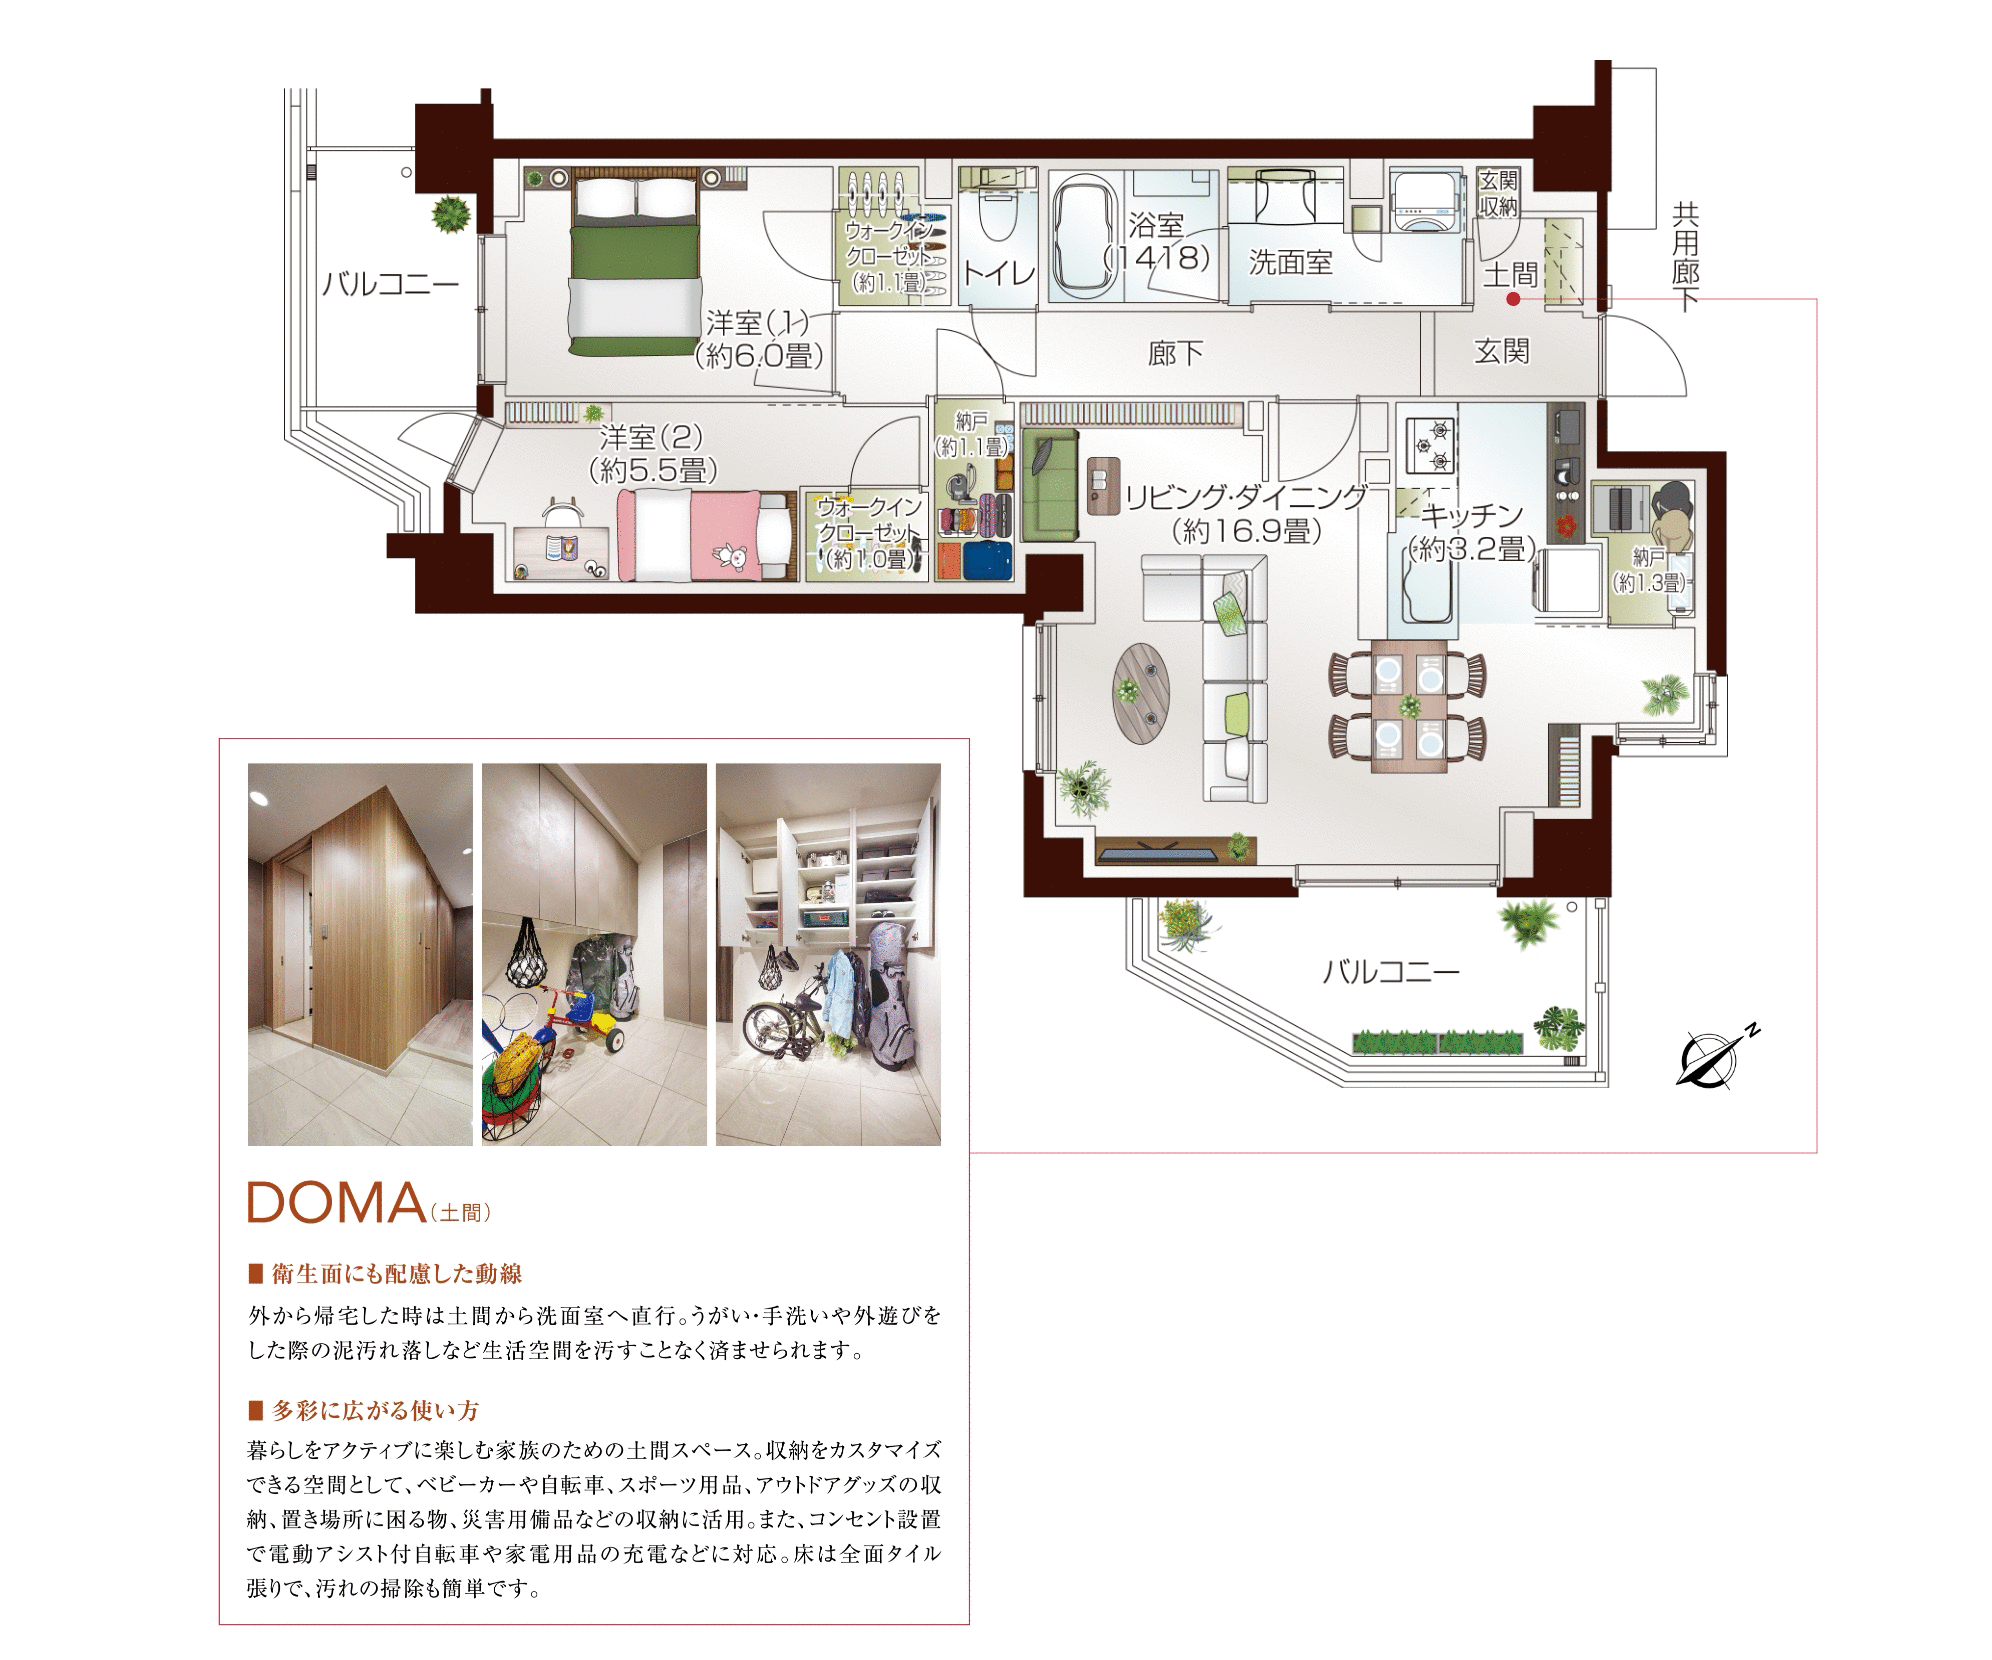 共用廊下
玄関
収納
土間
玄関
洗面室
浴室
(1418)
トイレ
ウォークイン
クローゼット
(約1.1畳)
廊下
バルコニー
洋室(1)
(約6.0畳)
洋室(2)
(約5.5畳)
ウォークイン
クローゼット
(約1.0畳)
納戸
(約1.1畳)
リビング・ダイニング
(約16.9畳)
キッチン
(約3.2畳)
納戸
(約1.3畳)
バルコニー
N
DOMA(土間)
■ 衛生面にも配慮した動線
外から帰宅した時は土間から洗面室へ直行。うがい・手洗いや外遊びを
した際の泥汚れ落しなど生活空間を汚すことなく済ませられます。
■ 多彩に広がる使い方
暮らしをアクティブに楽しむ家族のための土間スペース。収納をカスタマイズ
できる空間として、ベビーカーや自転車、スポーツ用品、アウトドアグッズの収
納、置き場所に困る物、災害用備品などの収納に活用。また、コンセント設置
で電動アシスト付自転車や家電用品の充電などに対応。床は全面タイル
張りで、汚れの掃除も簡単です。